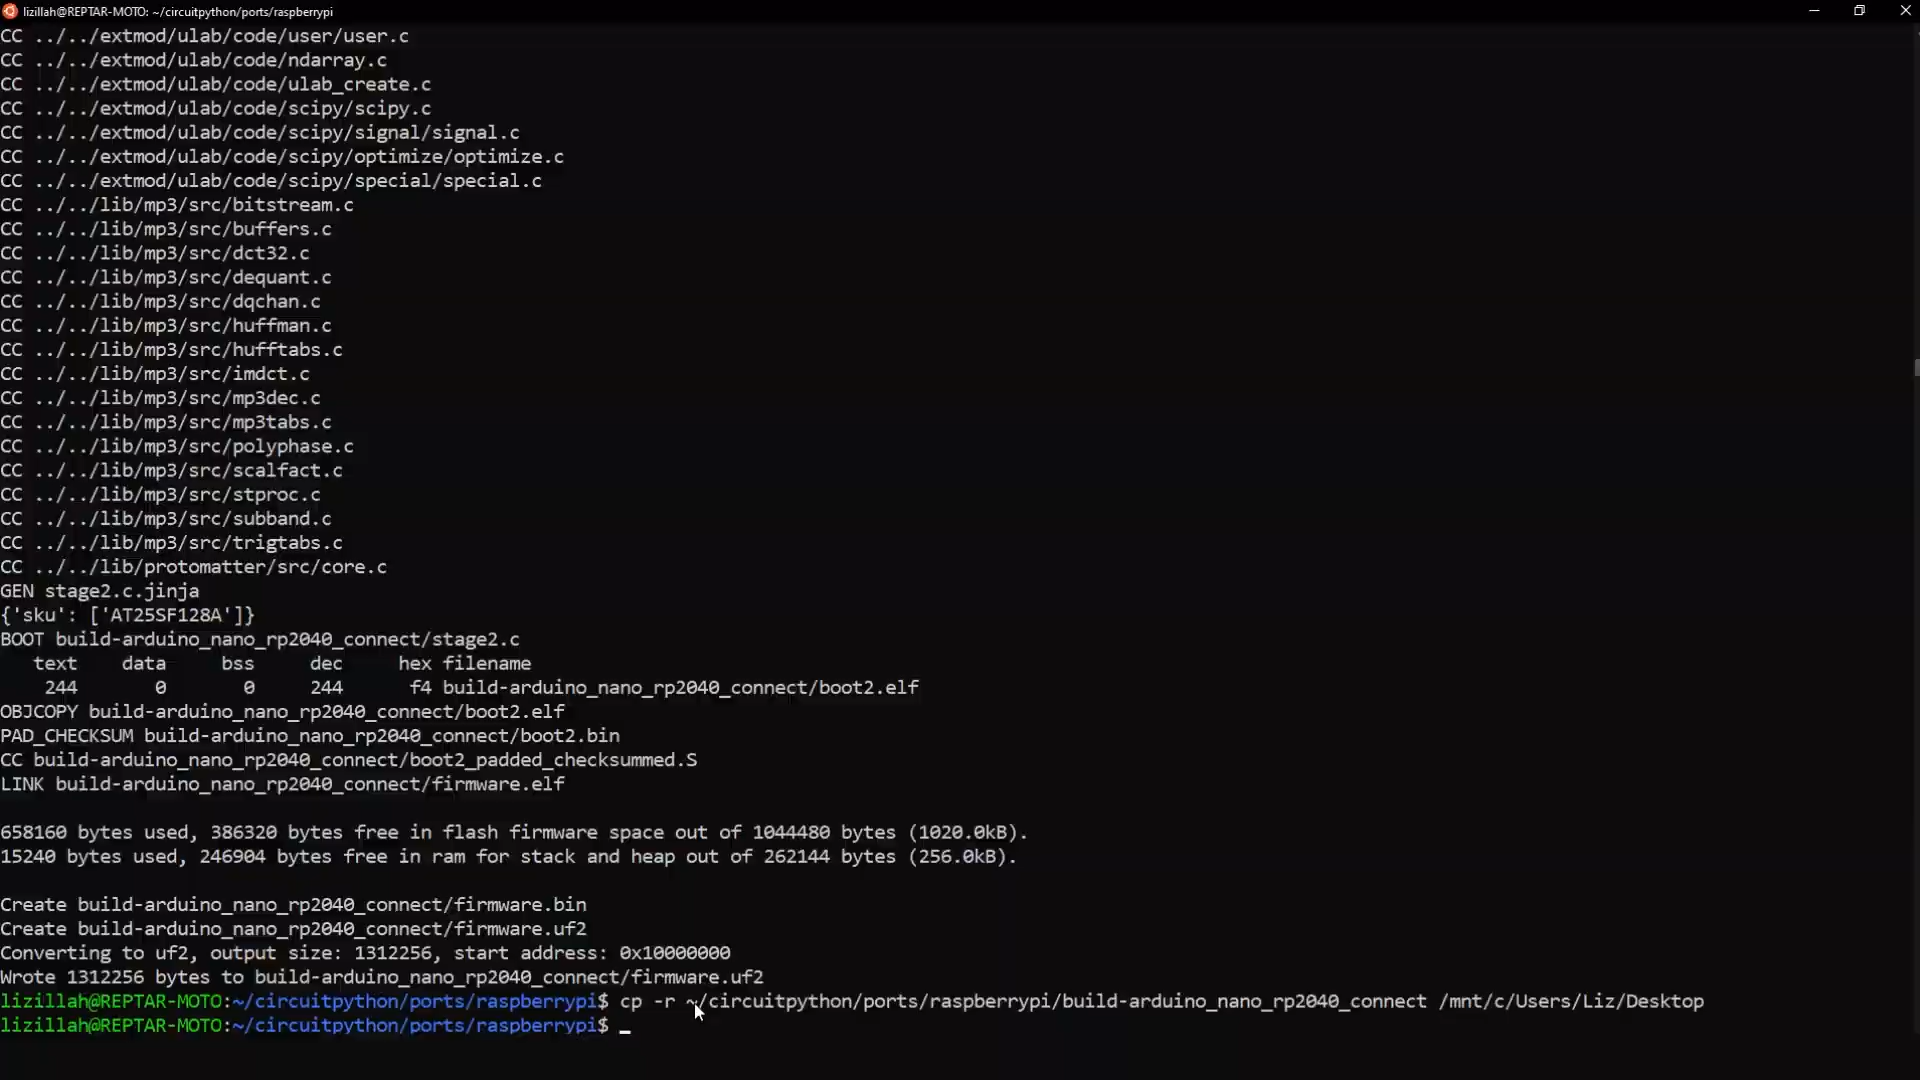 lizillah@REPTAR-MOTO: ~/circuitpython/ports/raspberrypi
CC ../../extmod/ulab/code/user/user.c
CC ../../extmod/ulab/code/ndarray.c
CC ../../extmod/ulab/code/ulab_create.c
CC ../../extmod/ulab/code/scipy/scipy.c
CC ../../extmod/ulab/code/scipy/signal/signal.c
CC ../../extmod/ulab/code/scipy/optimize/optimize.c
CC ../../extmod/ulab/code/scipy/special/special.c
CC ../../lib/mp3/src/bitstream.c
CC ../../lib/mp3/src/buffers.c
CC ../../lib/mp3/src/dct32.c
CC ../../lib/mp3/src/dequant.c
CC ../../lib/mp3/src/dqchan.c
CC ../../lib/mp3/src/huffman.c
CC ../../lib/mp3/src/hufftabs.c
CC ../../lib/mp3/src/imdct.c
CC ../../lib/mp3/src/mp3dec.c
CC ../../lib/mp3/src/mp3tabs.c
CC ../../lib/mp3/src/polyphase.c
CC ../../lib/mp3/src/scalfact.c
CC ../../lib/mp3/src/stproc.c
CC ../../lib/mp3/src/subband.c
CC ../../lib/mp3/src/trigtabs.c
CC ../../lib/protomatter/src/core.c
GEN stage2.c.jinja
{'sku': ['AT25SF128A']}
BOOT build-arduino_nano_rp2040_connect/stage2.c
text data bss dec hex filename
244 0 0 244 f4 build-arduino_nano_rp2040_connect/boot2.elf
OBJCOPY build-arduino_nano_rp2040_connect/boot2.elf
PAD_CHECKSUM build-arduino_nano_rp2040_connect/boot2.bin
CC build-arduino_nano_rp2040_connect/boot2_padded_checksummed.S
LINK build-arduino_nano_rp2040_connect/firmware.elf
658160 bytes used, 386320 bytes free in flash firmware space out of 1044480 bytes (1020.0kB).
15240 bytes used, 246904 bytes free in ram for stack and heap out of 262144 bytes (256.0kB).
Create build-arduino_nano_rp2040_connect/firmware.bin
Create build-arduino_nano_rp2040_connect/firmware.uf2
Converting to uf2, output size: 1312256, start address: 0x10000000
Wrote 1312256 bytes to build-arduino_nano_rp2040_connect/firmware.uf2
lizillah@REPTAR-MOTO:~/circuitpython/ports/raspberrypi$ cp -r ~/circuitpython/ports/raspberrypi/build-arduino_nano_rp2040_connect /mnt/c/Users/Liz/Desktop
lizillah@REPTAR-MOTO:~/circuitpython/ports/raspberrypi$ _